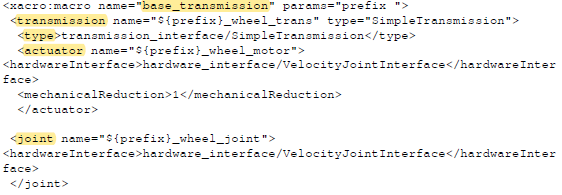 <xacro:macro name="base_transmission" params="prefix ">
<transmission name="${prefix}_wheel_trans" type="SimpleTransmission">
<type>transmission_interface/SimpleTransmission</type>
<actuator name="${prefix}_wheel_motor">
<hardwareInterface>hardware_interface/VelocityJointInterface</hardwareInter
face>
<mechanicalReduction>1</mechanicalReduction>
</actuator>
<joint name="${prefix}_wheel_joint">
<hardwareInterface>hardware_interface/VelocityJointInterface</hardwareInter
face>
</joint>